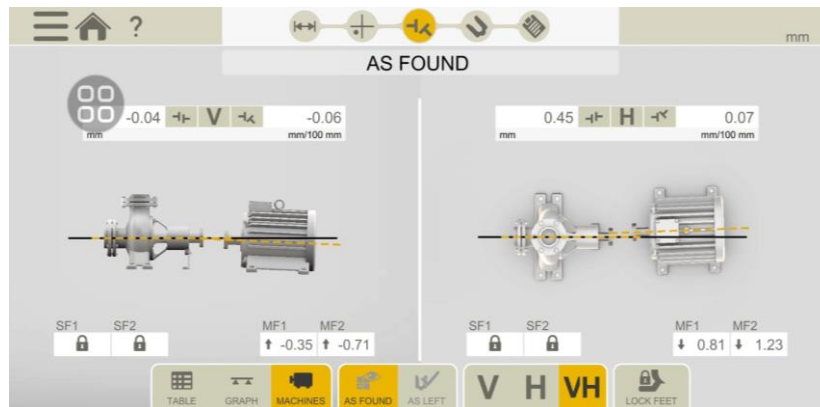 ?
mm
AS FOUND
-0.04 V -0.06
mm mm/100 mm
0.45 H 0.07
mm mm/100 mm
SF1 SF2 MF1 MF2
-0.35 -0.71
SF1 SF2 MF1 MF2
0.81 1.23
TABLE GRAPH MACHINES AS FOUND AS LEFT V H VH LOCK FEET